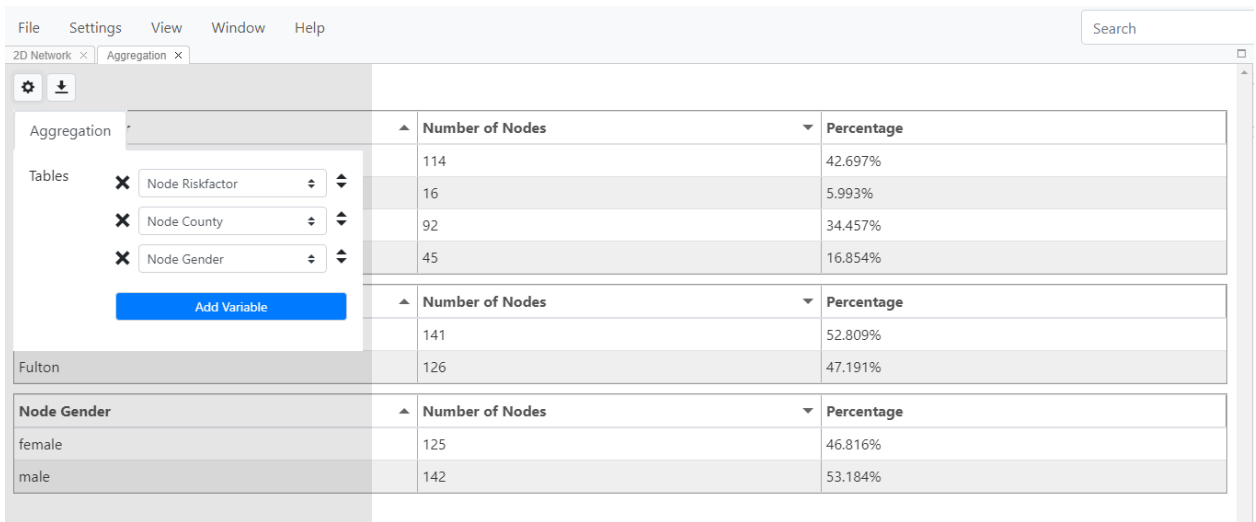 File Settings View Window Help Search
2D Network × Aggregation ×
Aggregation Number of Nodes Percentage
114 42.697%
Tables Node Riskfactor
16 5.993%
Node County 92 34.457%
Node Gender 45 16.854%
Add Variable Number of Nodes Percentage
141 52.809%
Fulton 126 47.191%
Node Gender Number of Nodes Percentage
female 125 46.816%
male 142 53.184%